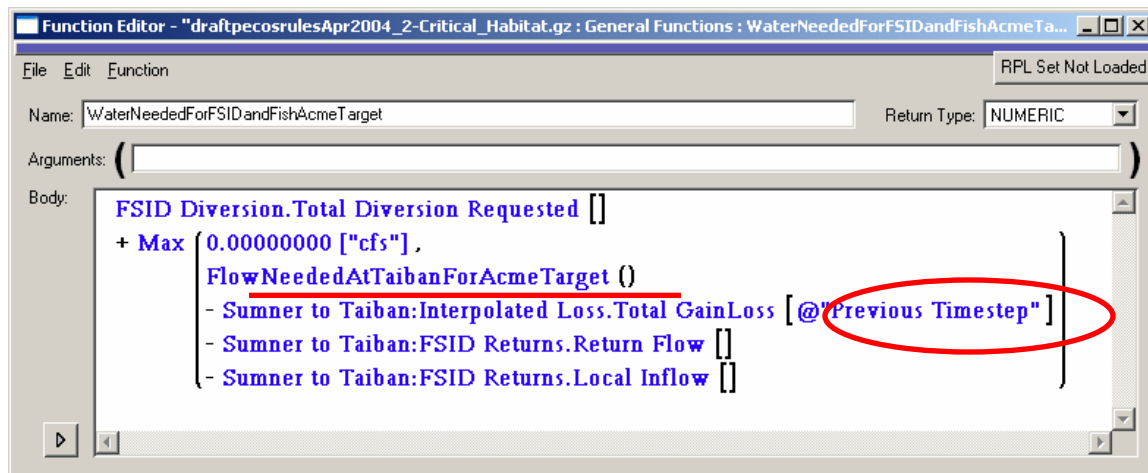 Function Editor - "draftpecosrulesApr2004_2-Critical_Habitat.gz : General Functions : WaterNeededForFSIDandFishAcmeTa...
File Edit Function
RPL Set Not Loaded
Name: WaterNeededForFSIDandFishAcmeTarget Return Type: NUMERIC
Arguments: ( )
Body:
FSID Diversion.Total Diversion Requested []
+ Max ( 0.00000000 ["cfs"] ,
FlowNeededAtTaibanForAcmeTarget ()
- Sumner to Taiban:Interpolated Loss.Total GainLoss [@"Previous Timestep"]
- Sumner to Taiban:FSID Returns.Return Flow []
- Sumner to Taiban:FSID Returns.Local Inflow [] )